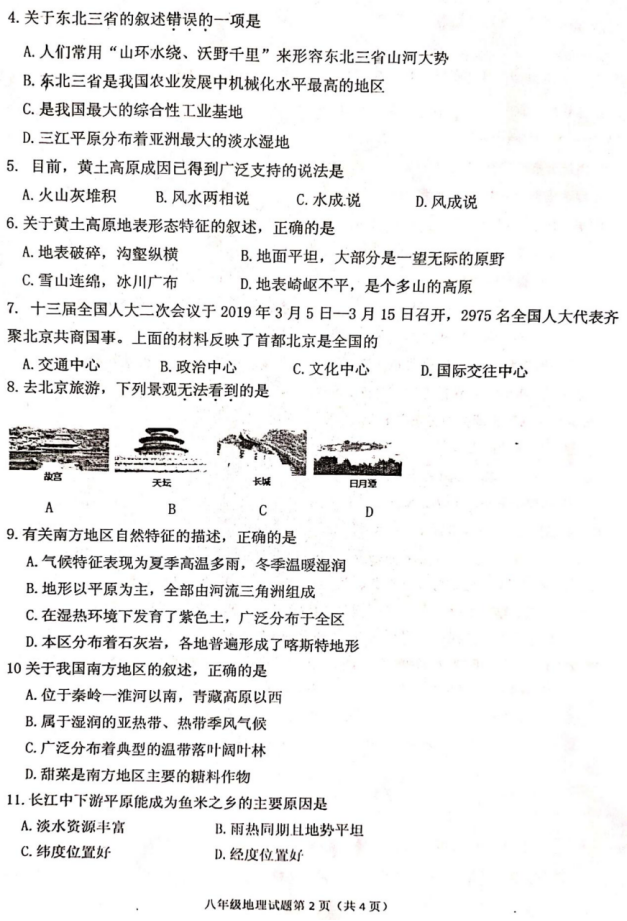 4. 关于东北三省的叙述错误的一项是
A. 人们常用“山环水绕、沃野千里”来形容东北三省山河大势
B. 东北三省是我国农业发展中机械化水平最高的地区
C. 是我国最大的综合性工业基地
D. 三江平原分布着亚洲最大的淡水湿地
5. 目前，黄土高原成因已得到广泛支持的说法是
A. 火山灰堆积 B. 风水两相说 C. 水成说 D. 风成说
6. 关于黄土高原地表形态特征的叙述，正确的是
A. 地表破碎，沟壑纵横 B. 地面平坦，大部分是一望无际的原野
C. 雪山连绵，冰川广布 D. 地表崎岖不平，是个多山的高原
7. 十三届全国人大二次会议于 2019 年 3 月 5 日—3 月 15 日召开，2975 名全国人大代表齐
聚北京共商国事。上面的材料反映了首都北京是全国的
A. 交通中心 B. 政治中心 C. 文化中心 D. 国际交往中心
8. 去北京旅游，下列景观无法看到的是
故宫 天坛 长城 日月潭
A B C D
9. 有关南方地区自然特征的描述，正确的是
A. 气候特征表现为夏季高温多雨，冬季温暖湿润
B. 地形以平原为主，全部由河流三角洲组成
C. 在湿热环境下发育了紫色土，广泛分布于全区
D. 本区分布着石灰岩，各地普遍形成了喀斯特地形
10 关于我国南方地区的叙述，正确的是
A. 位于秦岭一淮河以南，青藏高原以西
B. 属于湿润的亚热带、热带季风气候
C. 广泛分布着典型的温带落叶阔叶林
D. 甜菜是南方地区主要的糖料作物
11. 长江中下游平原能成为鱼米之乡的主要原因是
A. 淡水资源丰富 B. 雨热同期且地势平坦
C. 纬度位置好 D. 经度位置好
八年级地理试题第 2 页（共 4 页）